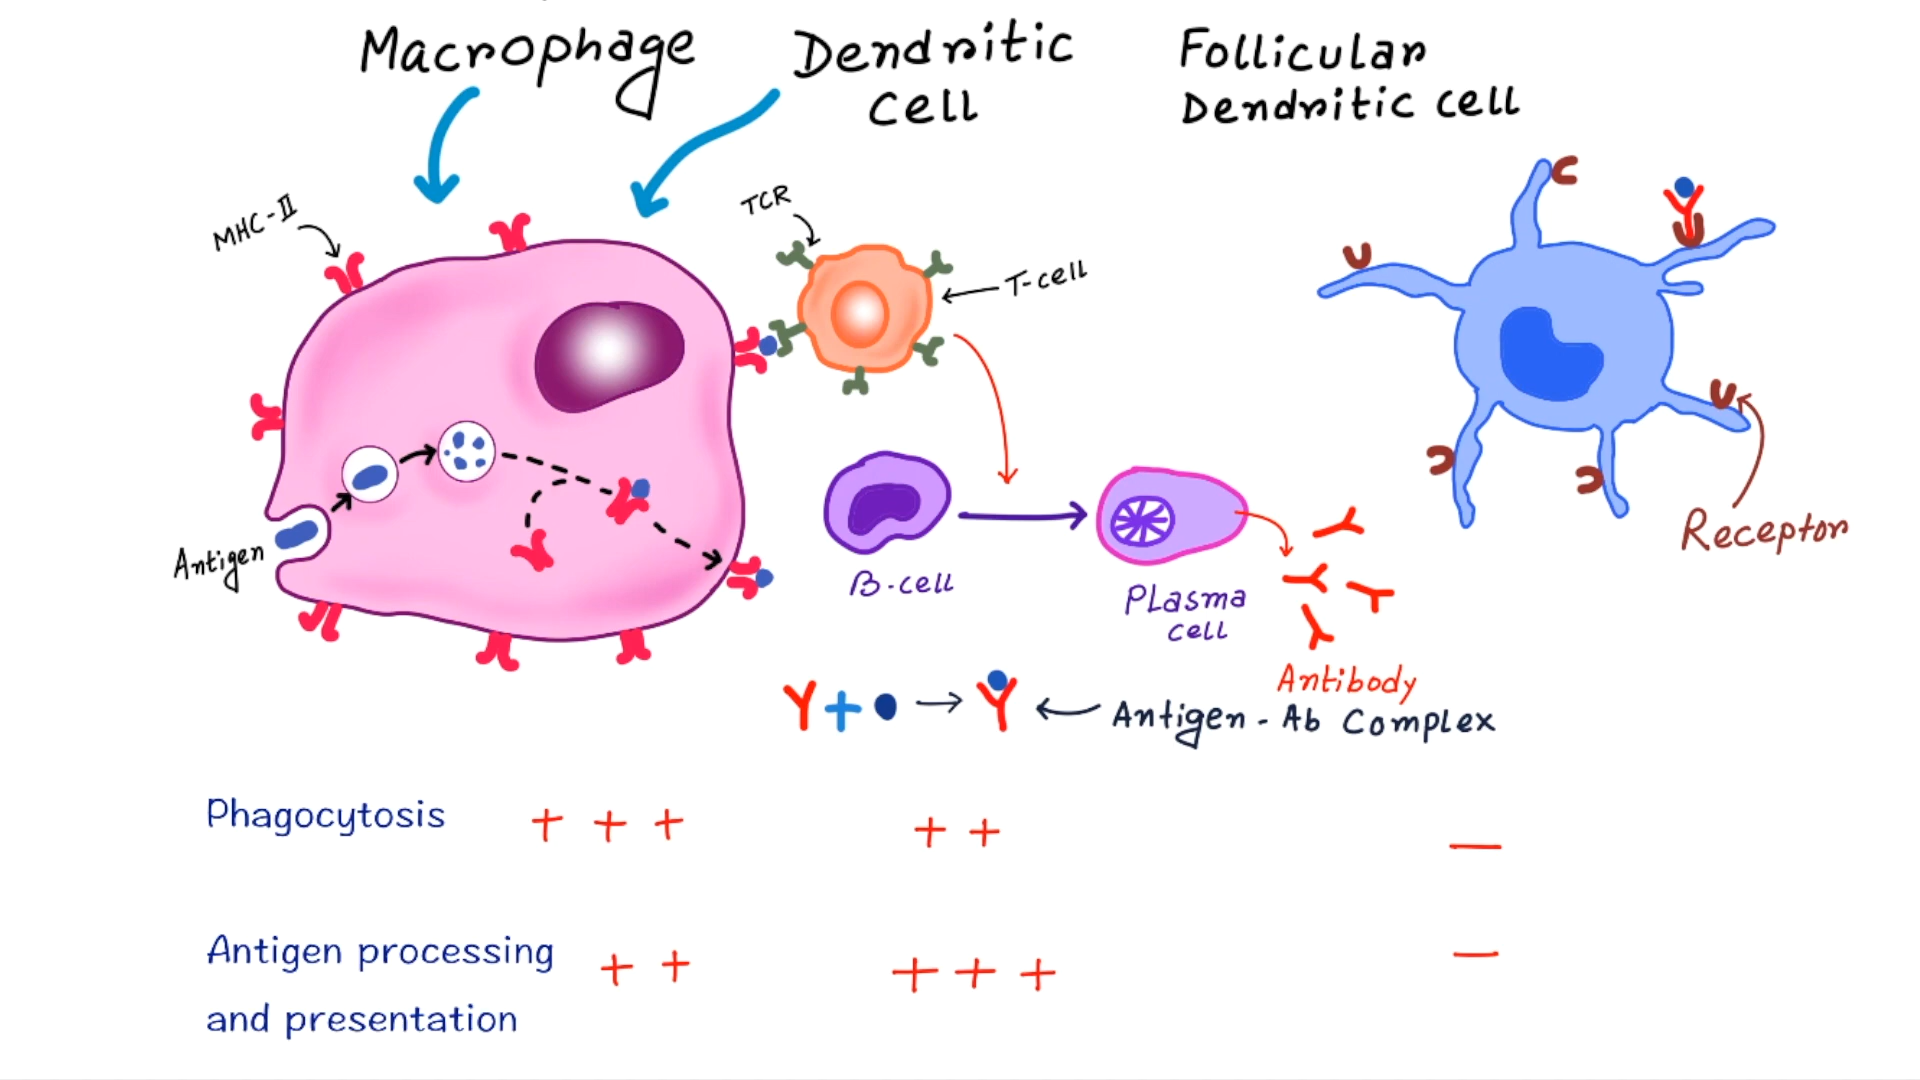 Macrophage
Dendritic
Cell
Follicular
Dendritic cell
MHC-II
TCR
T-cell
Antigen
B-cell
Plasma
cell
Antibody
Receptor
Y + → ← Antigen - Ab Complex
Phagocytosis + + + + + —
Antigen processing + + + + + —
and presentation